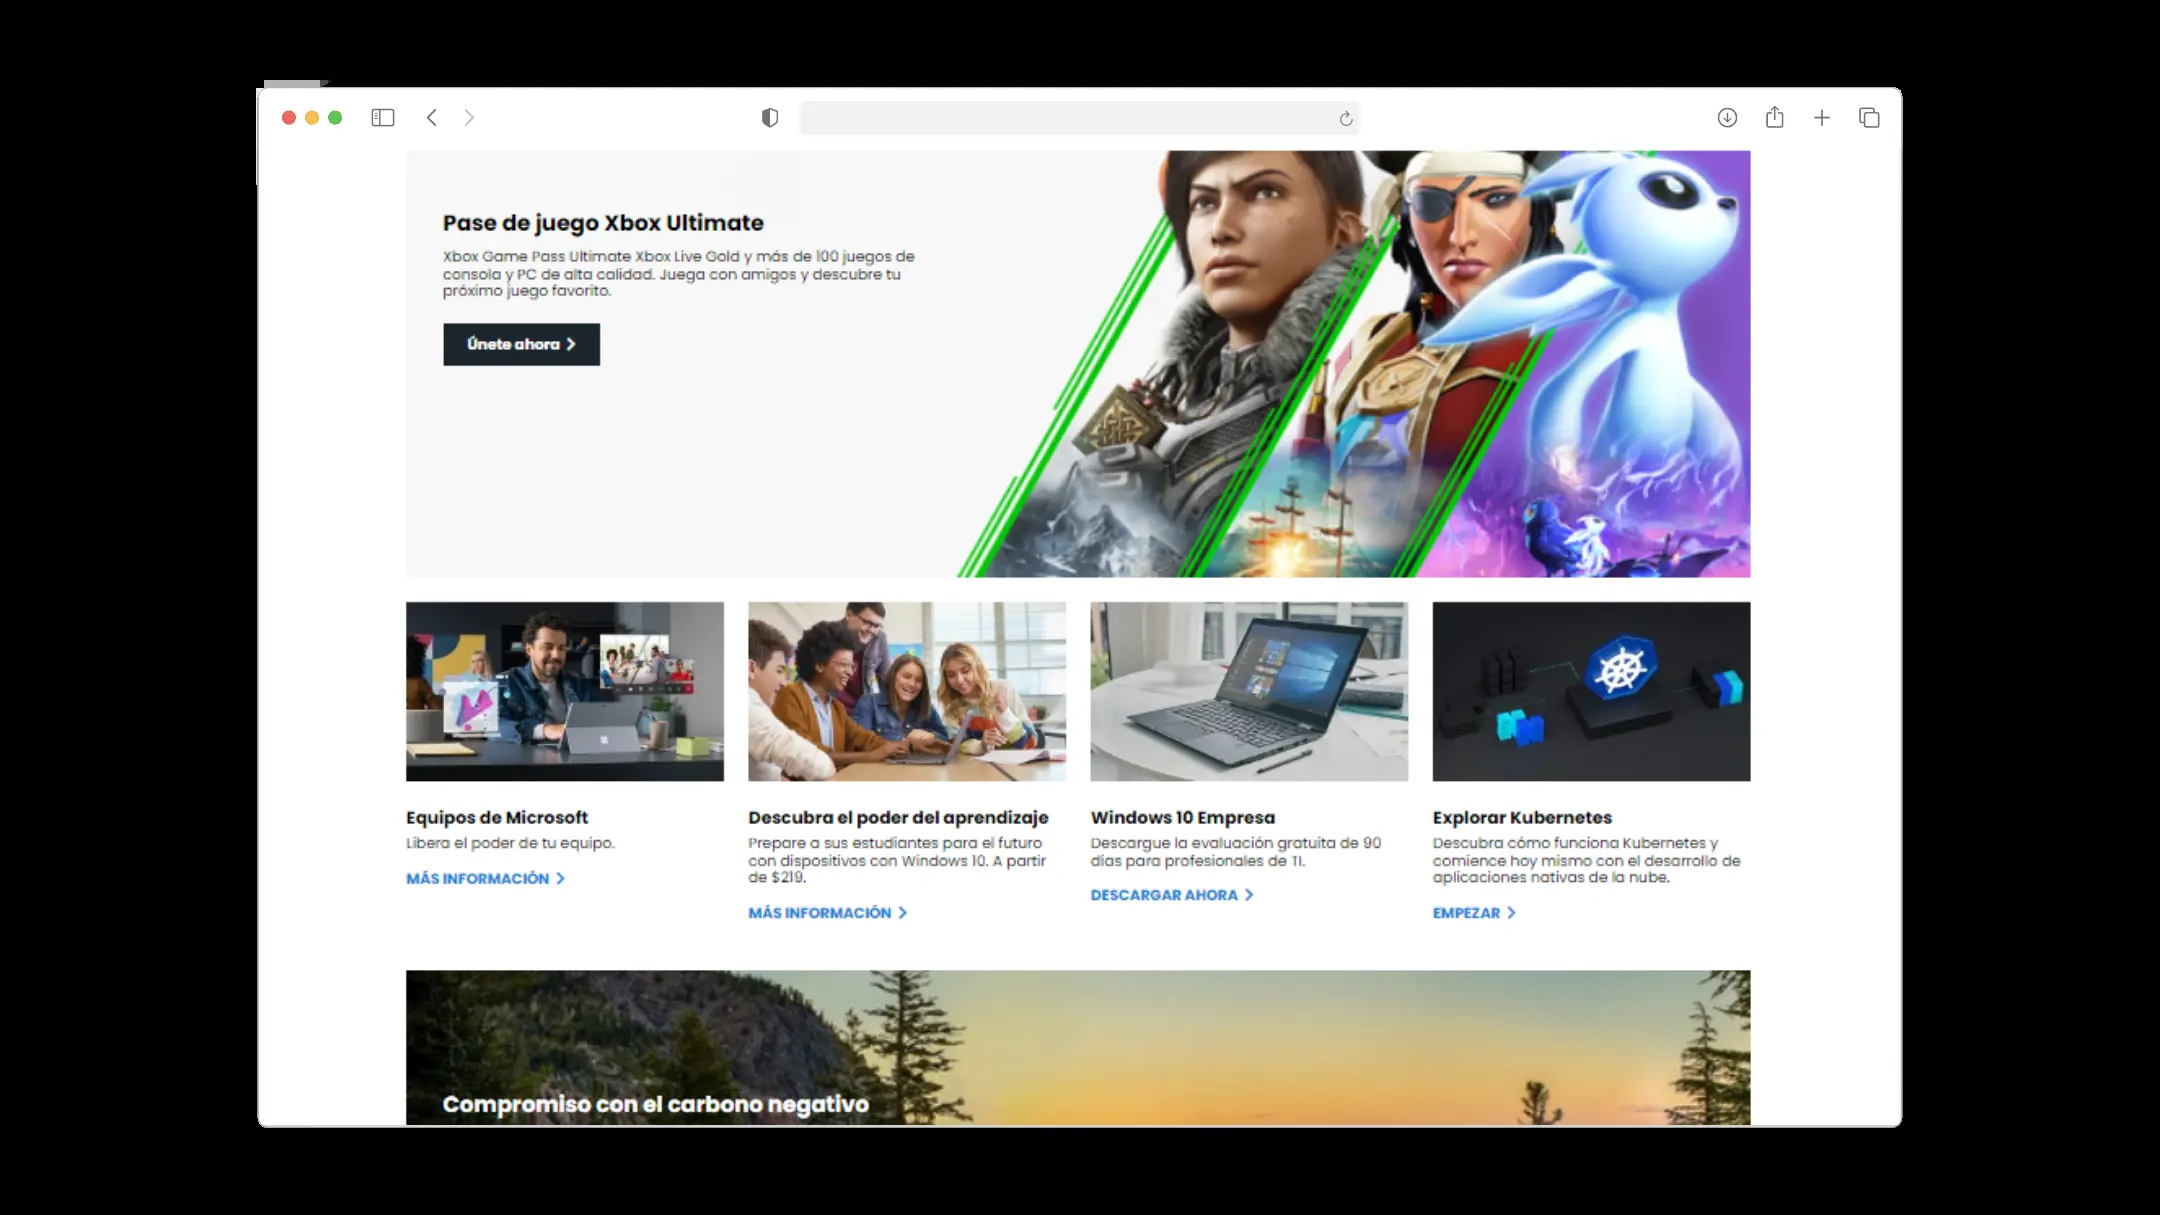 Pase de juego Xbox Ultimate
Xbox Game Pass Ultimate Xbox Live Gold y más de 100 juegos de
consola y PC de alta calidad. Juega con amigos y descubre tu
próximo juego favorito.
Únete ahora
Equipos de Microsoft
Libera el poder de tu equipo.
MÁS INFORMACIÓN
Descubra el poder del aprendizaje
Prepare a sus estudiantes para el futuro
con dispositivos con Windows 10. A partir
de $219.
MÁS INFORMACIÓN
Windows 10 Empresa
Descargue la evaluación gratuita de 90
días para profesionales de TI.
DESCARGAR AHORA
Explorar Kubernetes
Descubra cómo funciona Kubernetes y
comience hoy mismo con el desarrollo de
aplicaciones nativas de la nube.
EMPEZAR
Compromiso con el carbono negativo